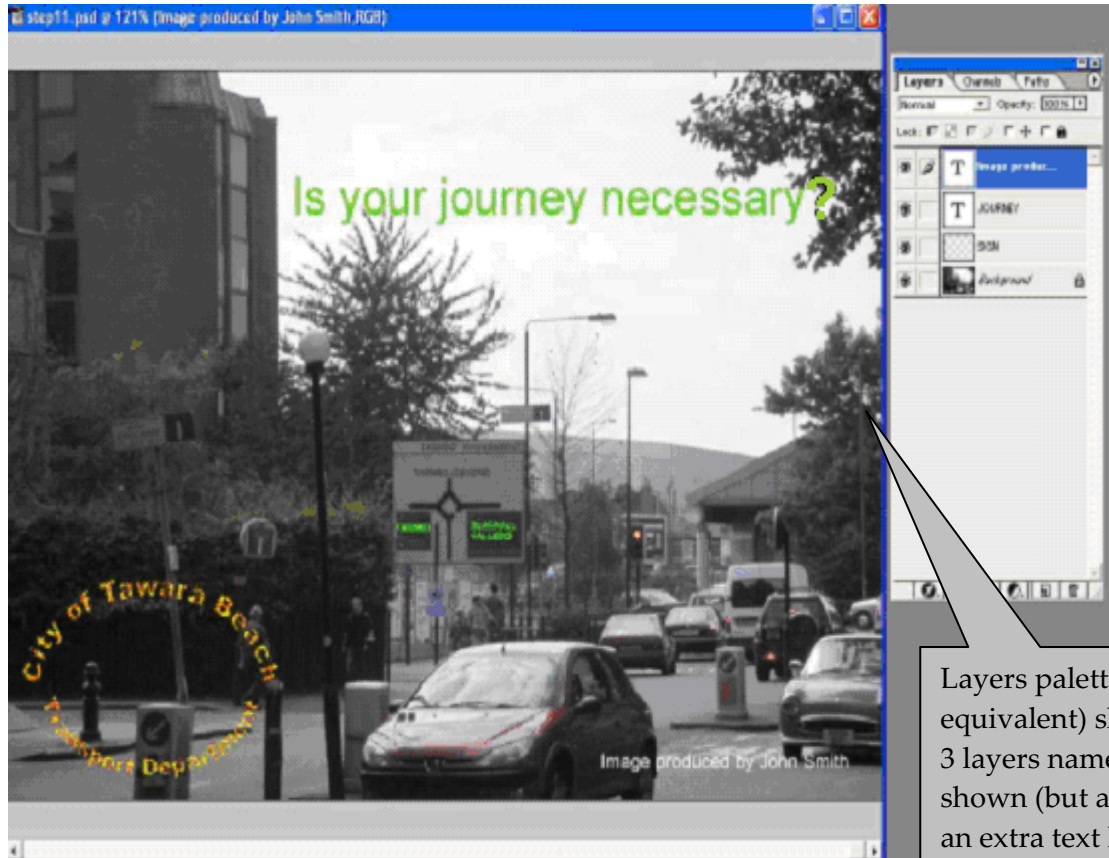 step11.psd @ 121% (Image produced by John Smith,RGB)
Layers
Channels
Paths
Normal
Opacity: 100%
Lock:
T Image produc...
T JOURNEY
SIGN
Background
Is your journey necessary?
City of Tawara Beach
Transport Department
Image produced by John Smith
Layers palett
equivalent) s
3 layers name
shown (but a
an extra text